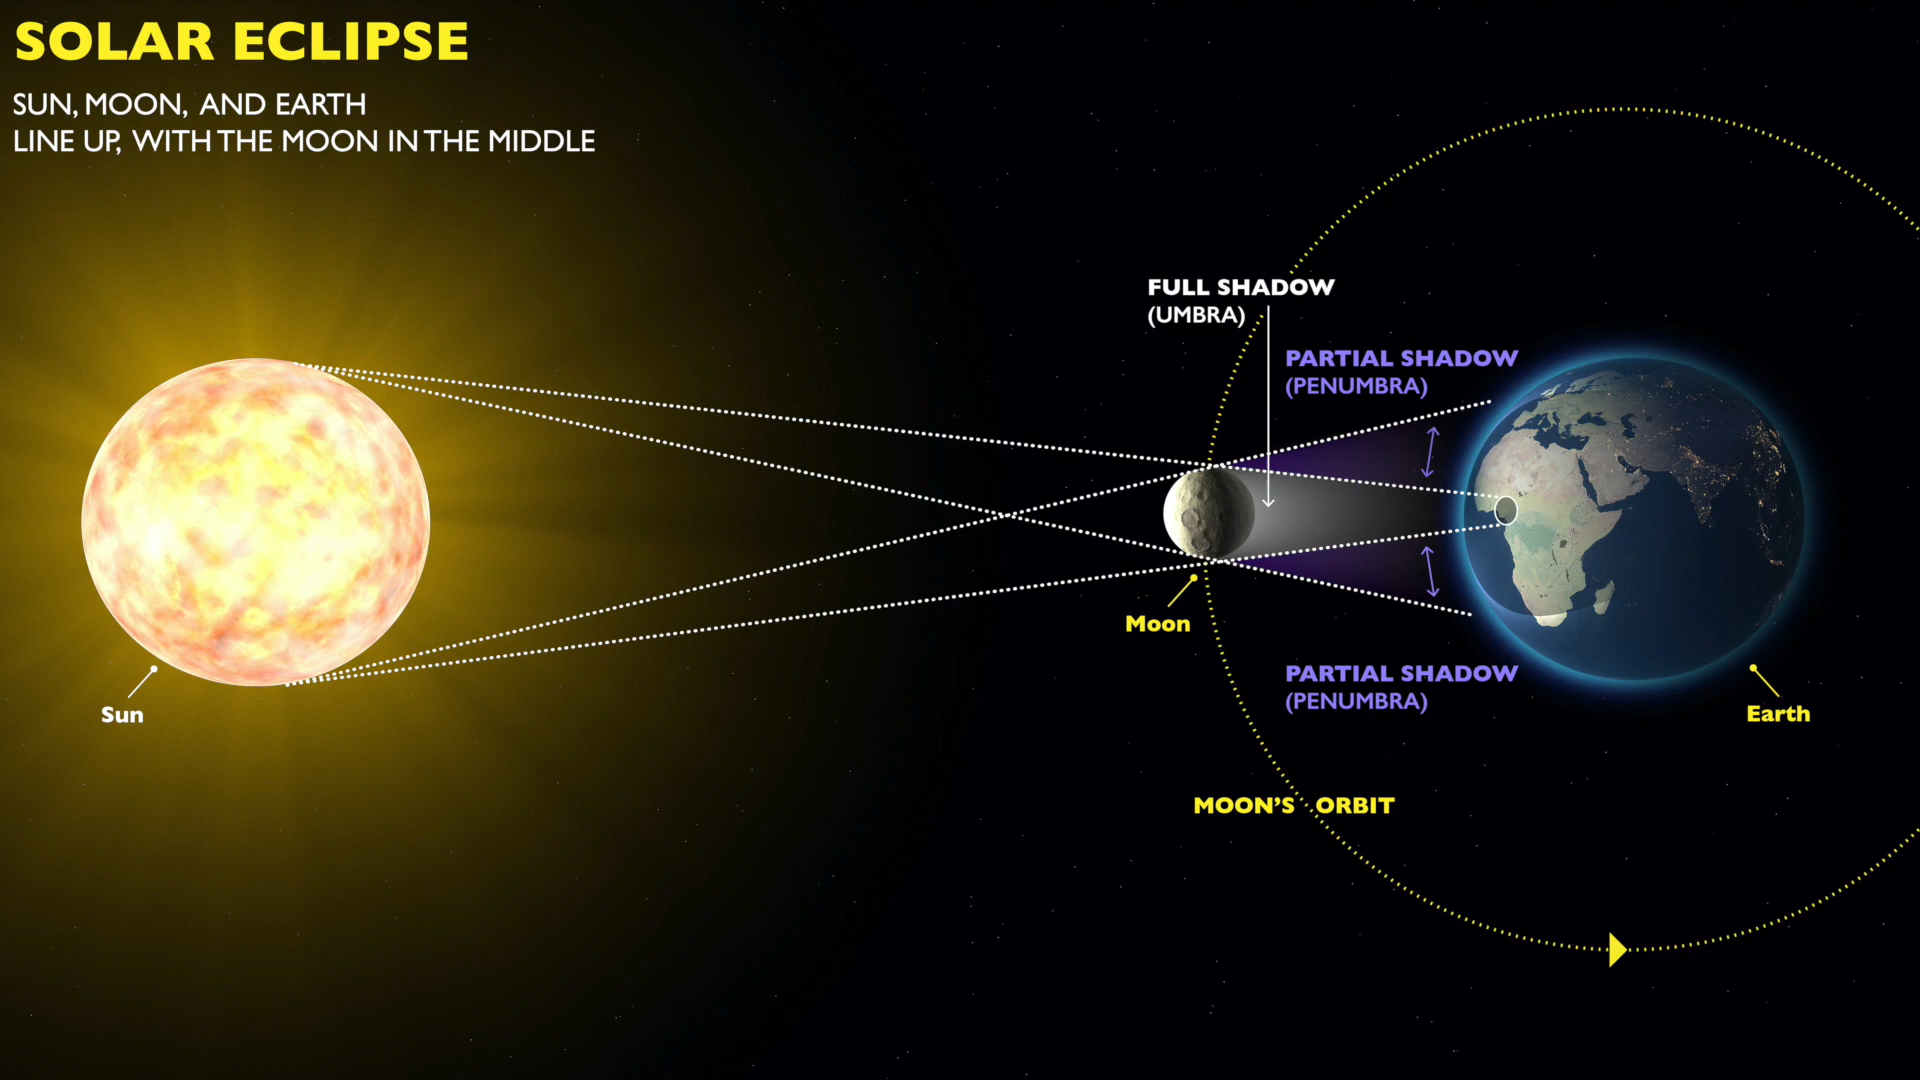 SOLAR ECLIPSE
SUN, MOON, AND EARTH
LINE UP, WITH THE MOON IN THE MIDDLE
FULL SHADOW
(UMBRA)
PARTIAL SHADOW
(PENUMBRA)
Moon
PARTIAL SHADOW
(PENUMBRA)
Sun
Earth
MOON'S ORBIT